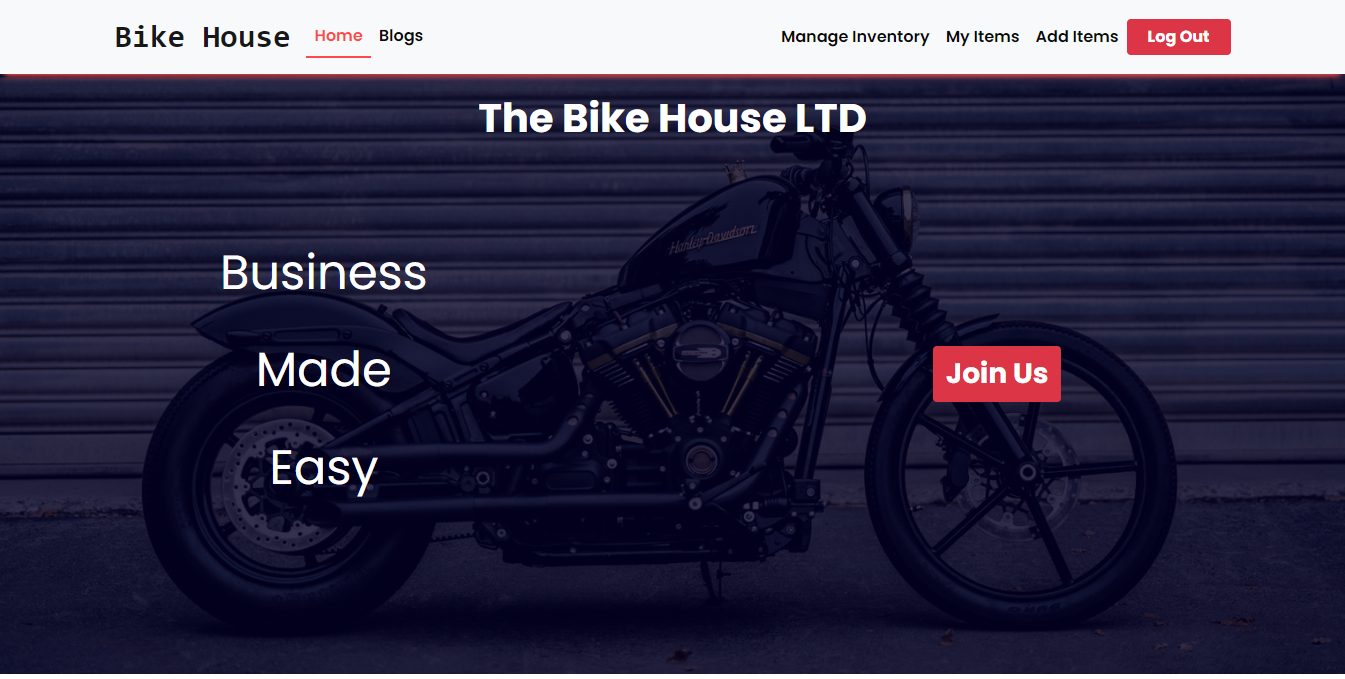 Bike House Home Blogs Manage Inventory My Items Add Items Log Out
The Bike House LTD
Harley-Davidson
Business
Made
Join Us
Easy